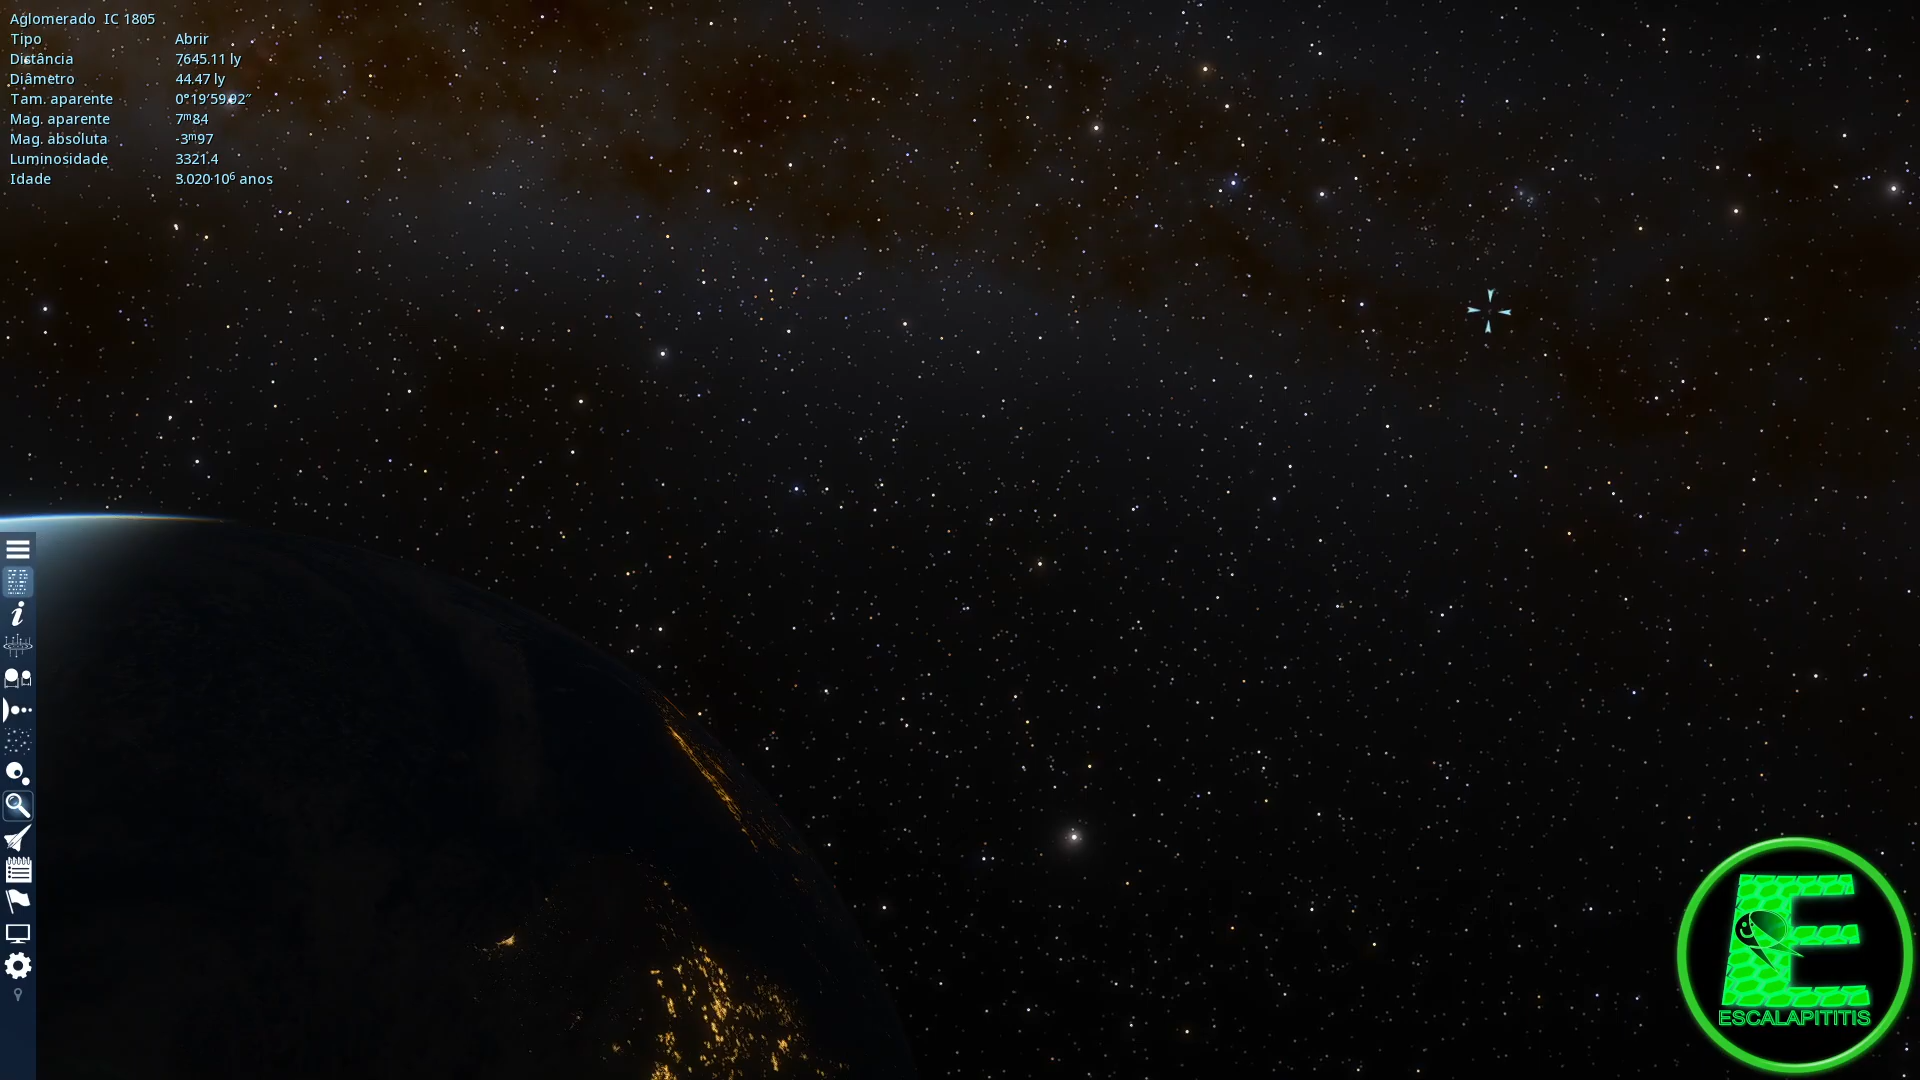 Aglomerado IC 1805
Tipo Abrir
Distância 7645.11 ly
Diâmetro 44.47 ly
Tam. aparente 0°19′59.92″
Mag. aparente 7ᵐ84
Mag. absoluta -3ᵐ97
Luminosidade 3321.4
Idade 3.020·10⁶ anos
E
ESCALAPITITIS